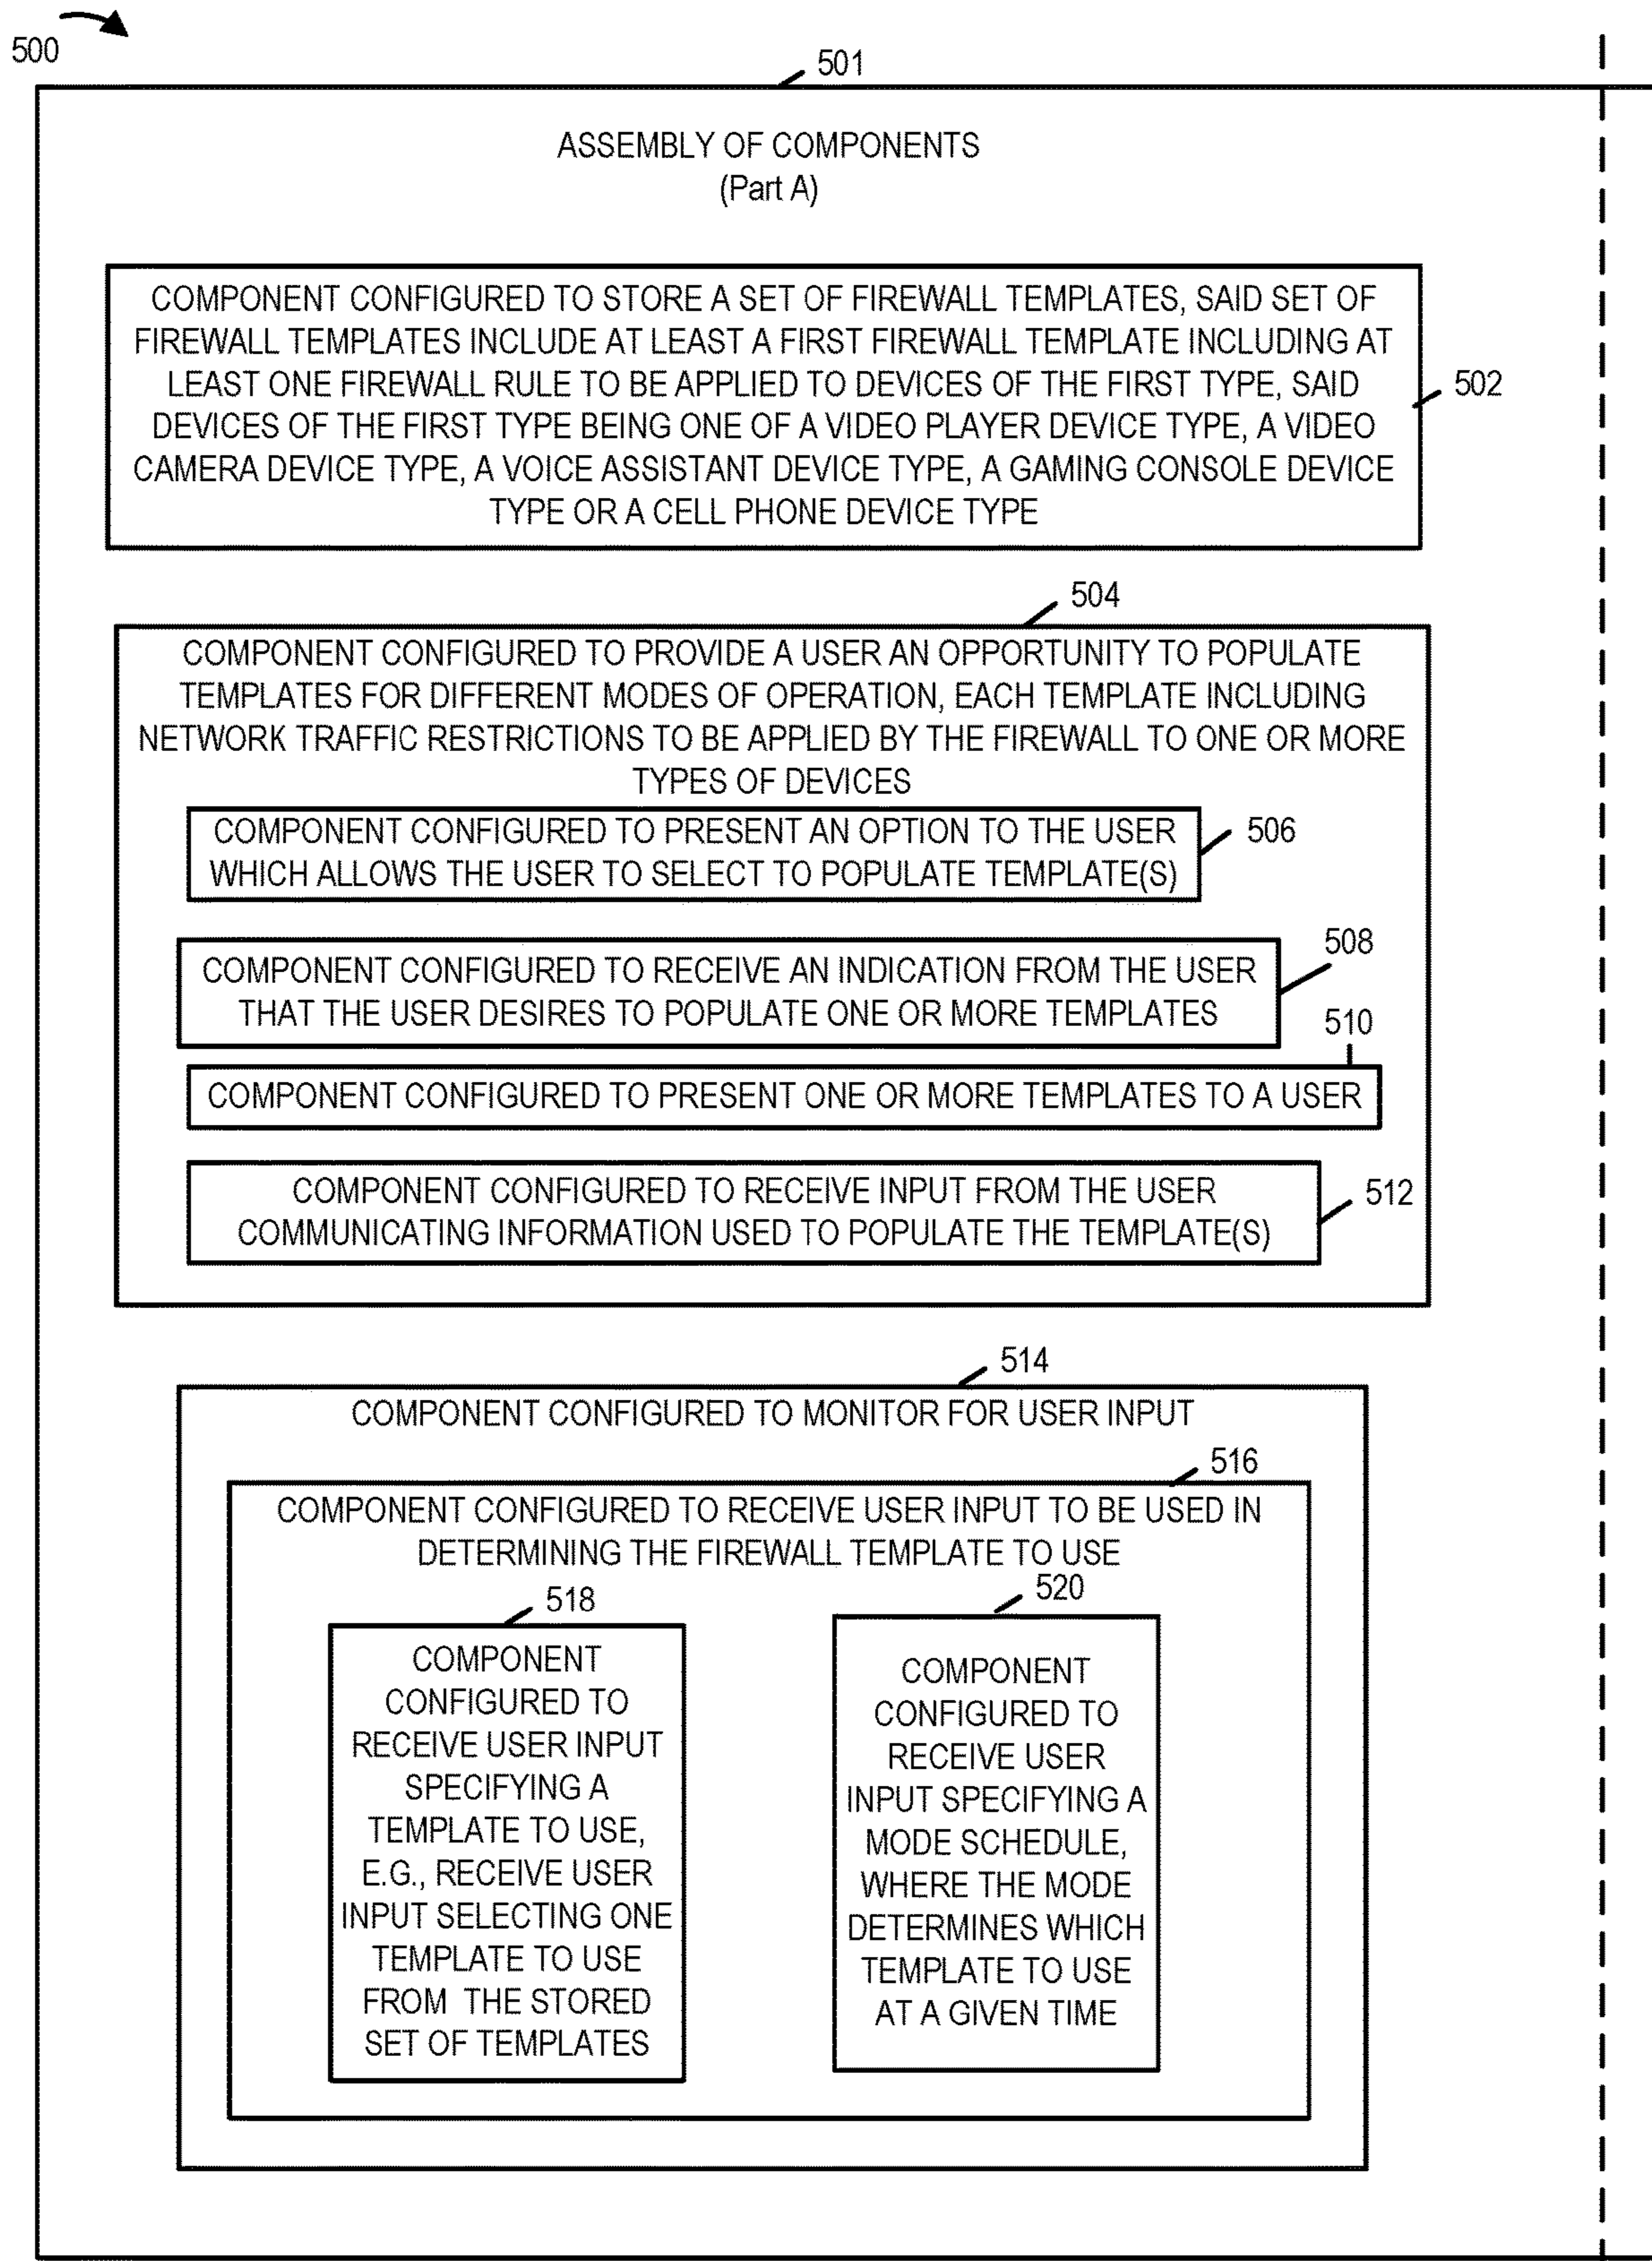 500
501
ASSEMBLY OF COMPONENTS
(Part A)
COMPONENT CONFIGURED TO STORE A SET OF FIREWALL TEMPLATES, SAID SET OF
FIREWALL TEMPLATES INCLUDE AT LEAST A FIRST FIREWALL TEMPLATE INCLUDING AT
LEAST ONE FIREWALL RULE TO BE APPLIED TO DEVICES OF THE FIRST TYPE, SAID
DEVICES OF THE FIRST TYPE BEING ONE OF A VIDEO PLAYER DEVICE TYPE, A VIDEO
CAMERA DEVICE TYPE, A VOICE ASSISTANT DEVICE TYPE, A GAMING CONSOLE DEVICE
TYPE OR A CELL PHONE DEVICE TYPE
502
504
COMPONENT CONFIGURED TO PROVIDE A USER AN OPPORTUNITY TO POPULATE
TEMPLATES FOR DIFFERENT MODES OF OPERATION, EACH TEMPLATE INCLUDING
NETWORK TRAFFIC RESTRICTIONS TO BE APPLIED BY THE FIREWALL TO ONE OR MORE
TYPES OF DEVICES
COMPONENT CONFIGURED TO PRESENT AN OPTION TO THE USER
WHICH ALLOWS THE USER TO SELECT TO POPULATE TEMPLATE(S)
506
508
COMPONENT CONFIGURED TO RECEIVE AN INDICATION FROM THE USER
THAT THE USER DESIRES TO POPULATE ONE OR MORE TEMPLATES
510
COMPONENT CONFIGURED TO PRESENT ONE OR MORE TEMPLATES TO A USER
COMPONENT CONFIGURED TO RECEIVE INPUT FROM THE USER
COMMUNICATING INFORMATION USED TO POPULATE THE TEMPLATE(S)
512
514
COMPONENT CONFIGURED TO MONITOR FOR USER INPUT
516
COMPONENT CONFIGURED TO RECEIVE USER INPUT TO BE USED IN
DETERMINING THE FIREWALL TEMPLATE TO USE
518
COMPONENT
CONFIGURED TO
RECEIVE USER INPUT
SPECIFYING A
TEMPLATE TO USE,
E.G., RECEIVE USER
INPUT SELECTING ONE
TEMPLATE TO USE
FROM THE STORED
SET OF TEMPLATES
520
COMPONENT
CONFIGURED TO
RECEIVE USER
INPUT SPECIFYING A
MODE SCHEDULE,
WHERE THE MODE
DETERMINES WHICH
TEMPLATE TO USE
AT A GIVEN TIME